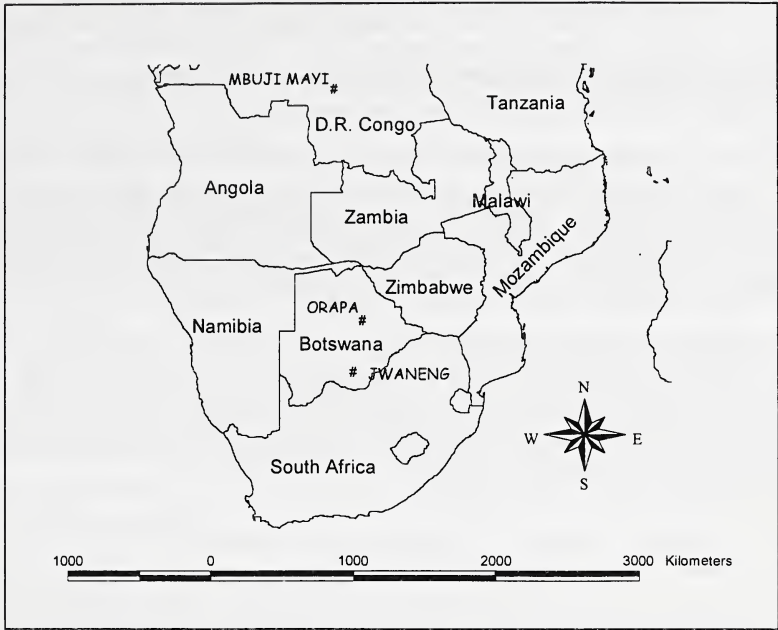 MBUJI MAYI #
Tanzania
D.R. Congo
Angola
Malawi
Zambia
Mozambique
Zimbabwe
ORAPA #
Namibia
Botswana
# JWANENG
N
W E
S
South Africa
1000 0 1000 2000 3000 Kilometers